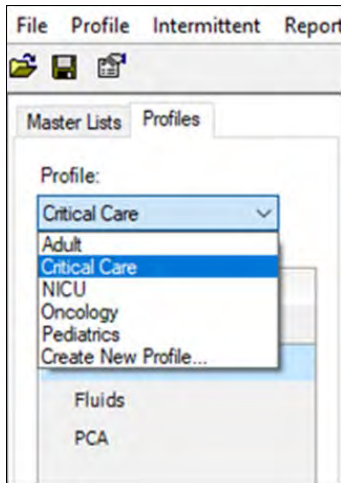 File Profile Intermittent Report
Master Lists Profiles
Profile:
Critical Care
Adult
Critical Care
NICU
Oncology
Pediatrics
Create New Profile...
Fluids
PCA